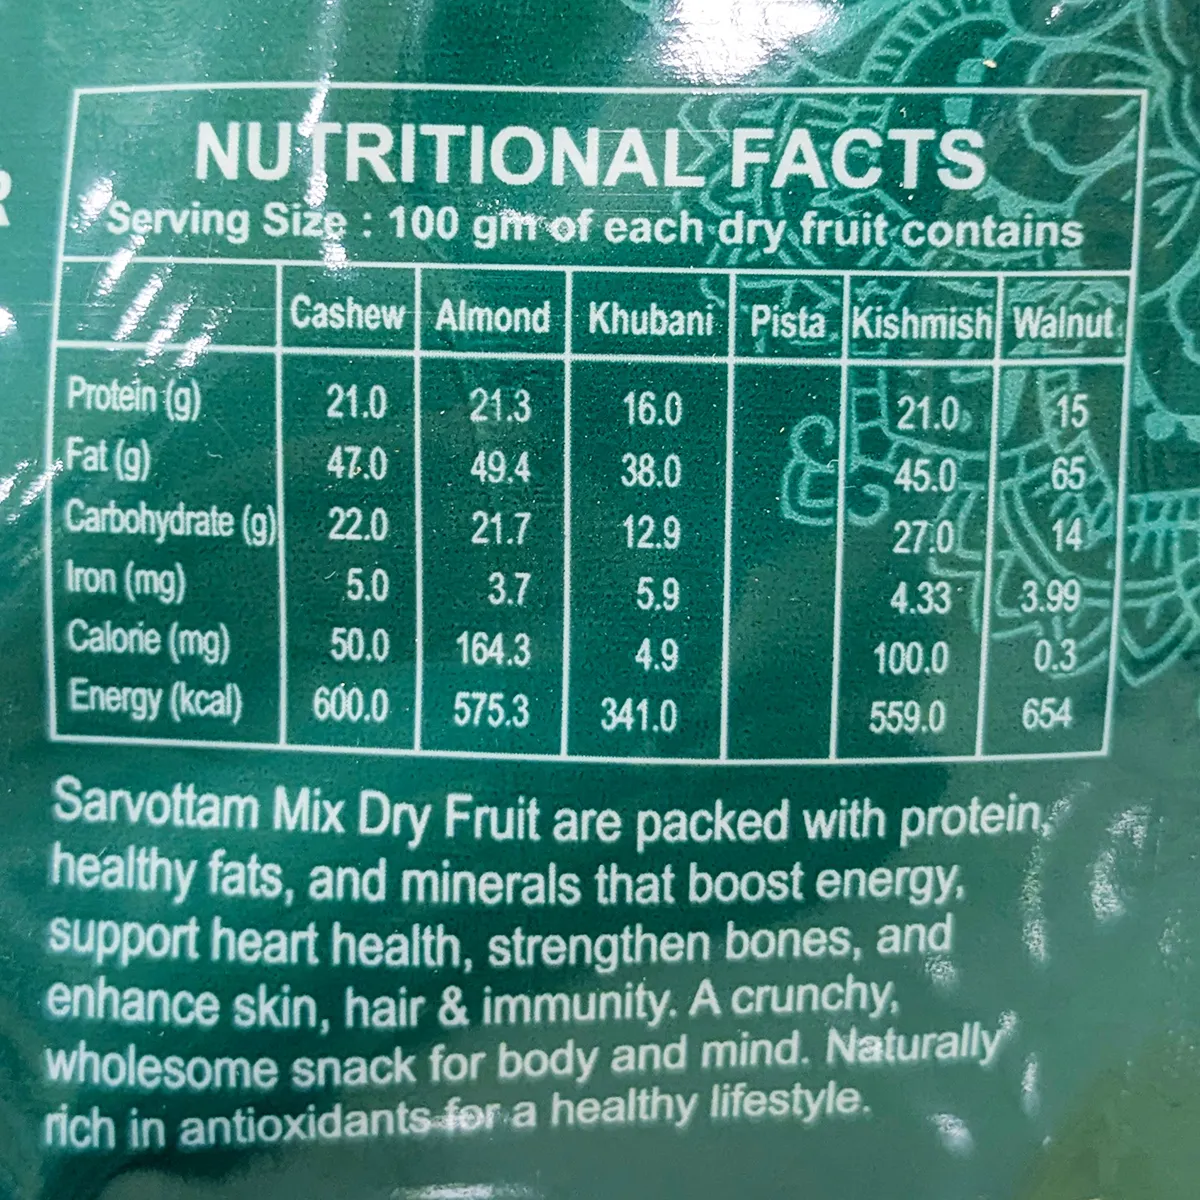 NUTRITIONAL FACTS
Serving Size : 100 gm of each dry fruit contains
Cashew Almond Khubani Pista Kishmish Walnut
Protein (g) 21.0 21.3 16.0 21.0 15
Fat (g) 47.0 49.4 38.0 45.0 65
Carbohydrate (g) 22.0 21.7 12.9 27.0 14
Iron (mg) 5.0 3.7 5.9 4.33 3.99
Calorie (mg) 50.0 164.3 4.9 100.0 0.3
Energy (kcal) 600.0 575.3 341.0 559.0 654
Sarvottam Mix Dry Fruit are packed with protein,
healthy fats, and minerals that boost energy,
support heart health, strengthen bones, and
enhance skin, hair & immunity. A crunchy,
wholesome snack for body and mind. Naturally
rich in antioxidants for a healthy lifestyle.